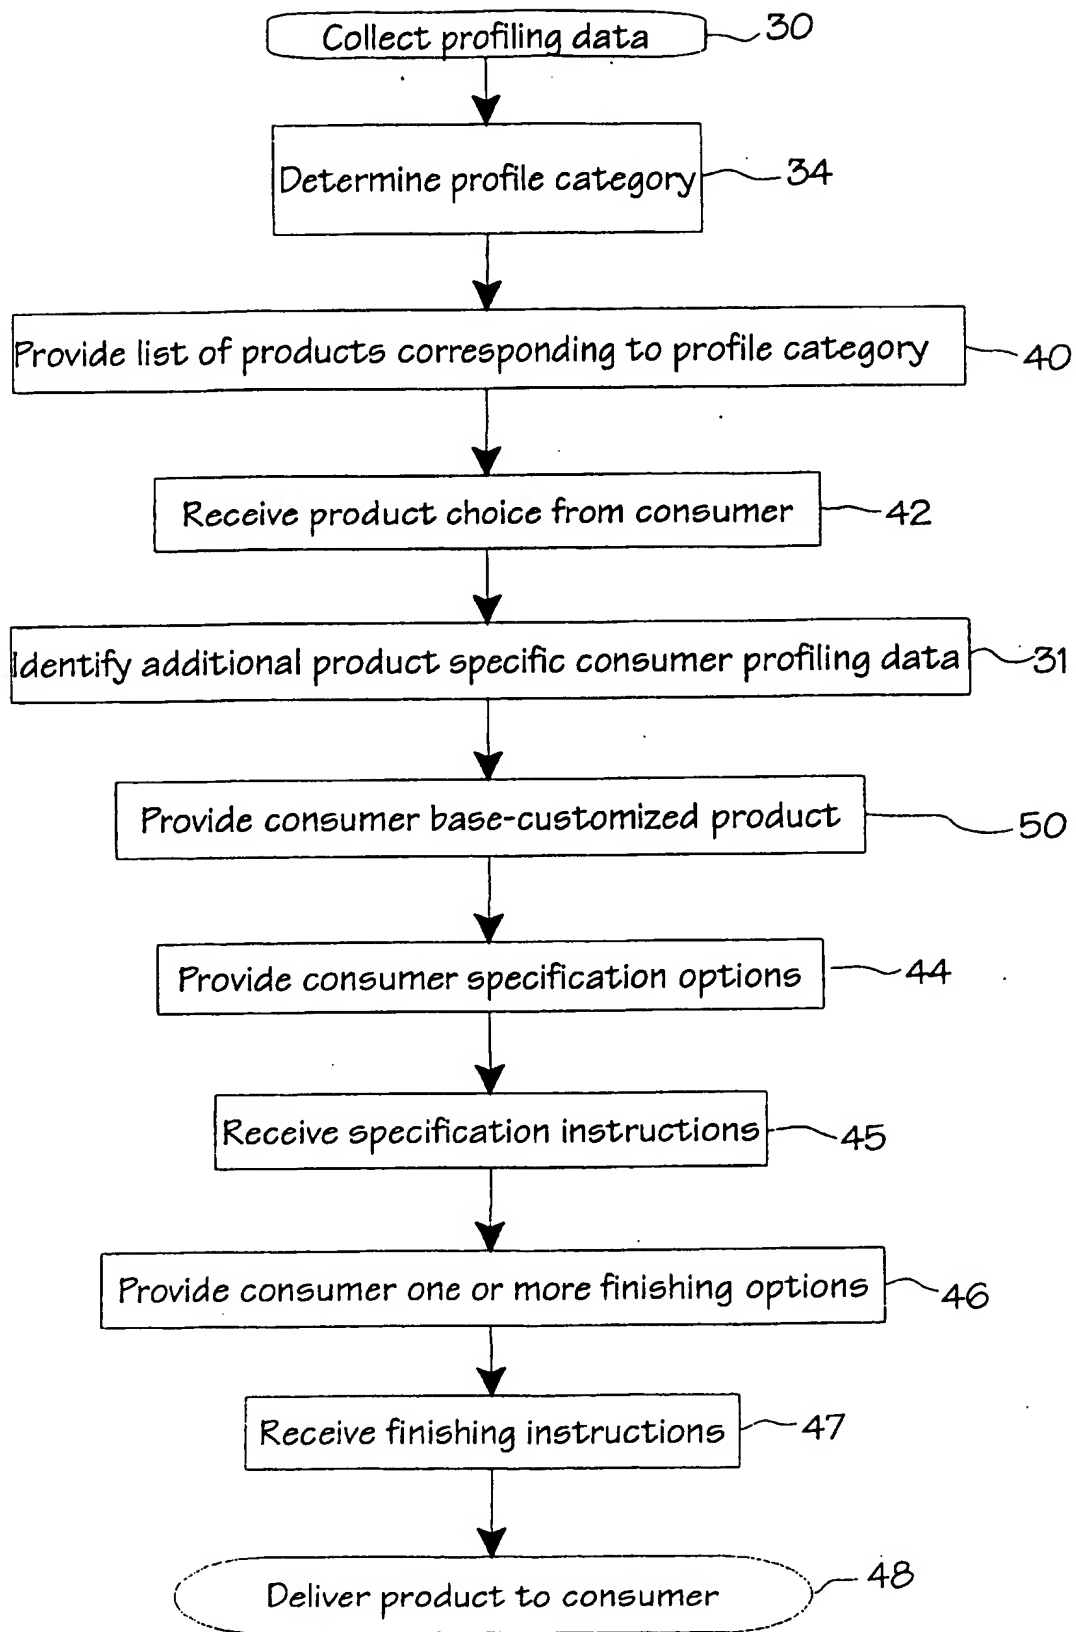 Collect profiling data 30
Determine profile category 34
Provide list of products corresponding to profile category 40
Receive product choice from consumer 42
Identify additional product specific consumer profiling data 31
Provide consumer base-customized product 50
Provide consumer specification options 44
Receive specification instructions 45
Provide consumer one or more finishing options 46
Receive finishing instructions 47
Deliver product to consumer 48